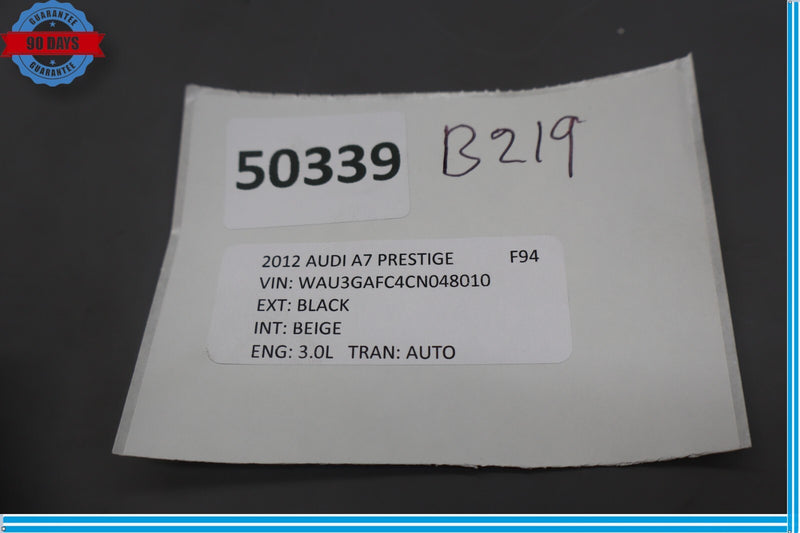 GUARANTEE
90 DAYS
GUARANTEE
50339
B219
2012 AUDI A7 PRESTIGE F94
VIN: WAU3GAFC4CN048010
EXT: BLACK
INT: BEIGE
ENG: 3.0L TRAN: AUTO